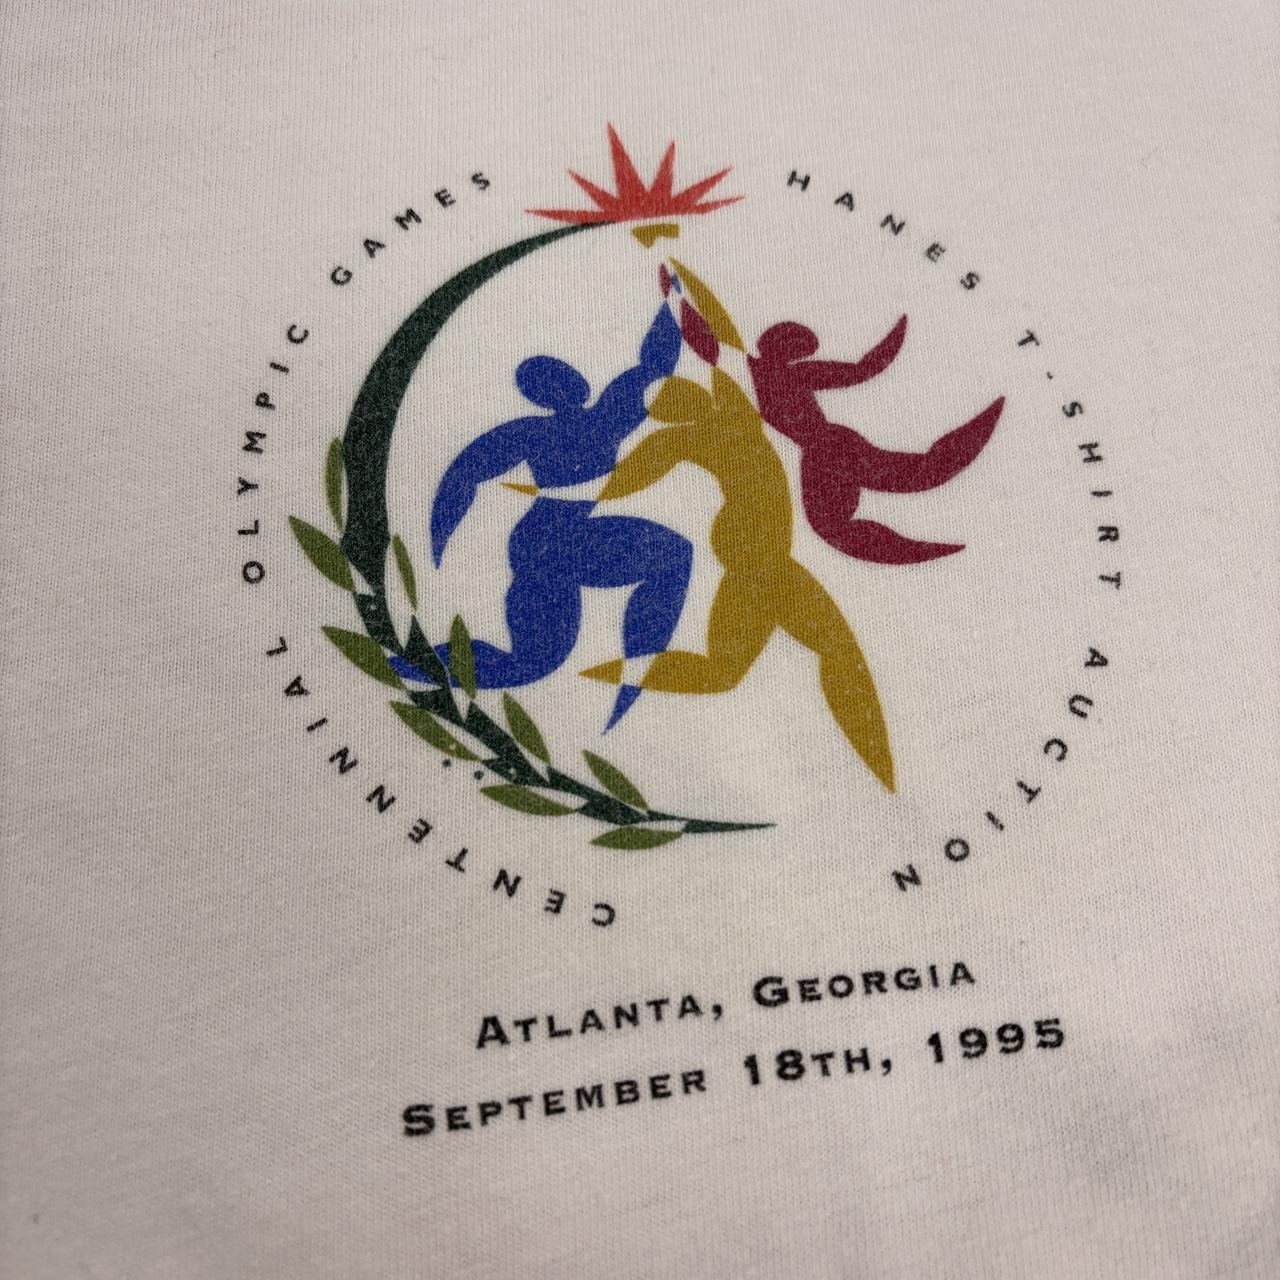 CENTENNIAL OLYMPIC GAMES HANES T-SHIRT AUCTION
ATLANTA, GEORGIA
SEPTEMBER 18TH, 1995